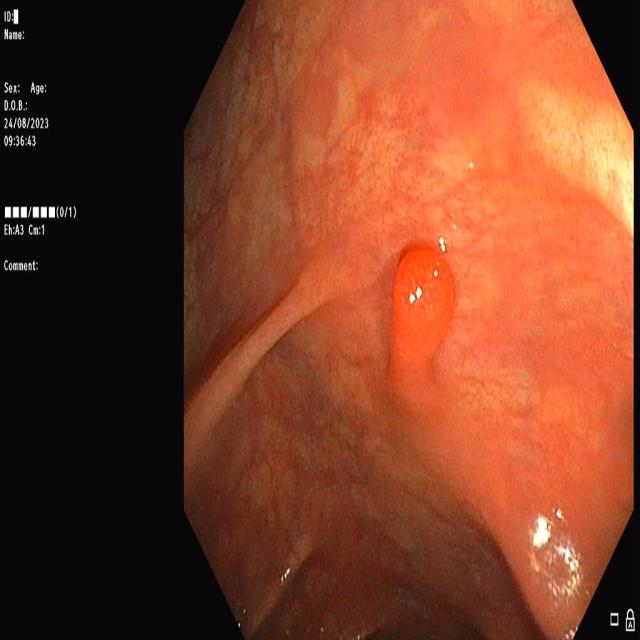 ID:
Name:
Sex: Age:
D.O.B.:
24/08/2023
09:36:43
■■■/■■■(0/1)
Eh:A3 Cm:1
Comment: